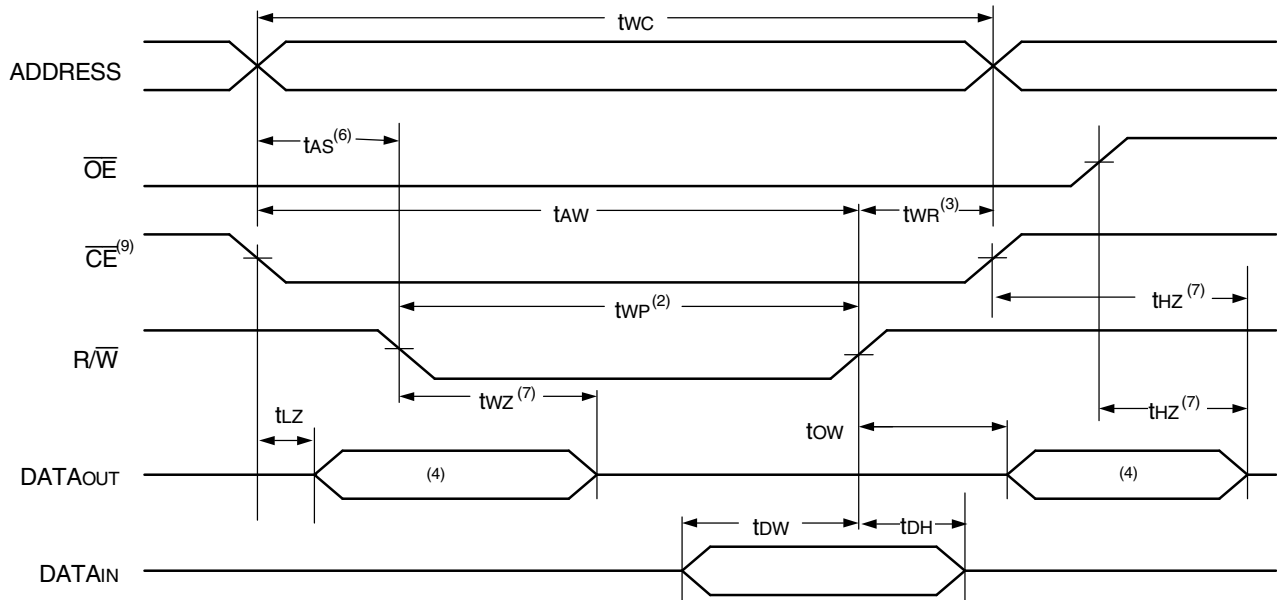 tWC
ADDRESS
tAS(6)
OE
tAW
tWR(3)
CE(9)
tWP(2)
tHZ(7)
R/W
tWZ(7)
tLZ
tHZ(7)
tOW
DATAOUT
(4)
(4)
tDW
tDH
DATAIN